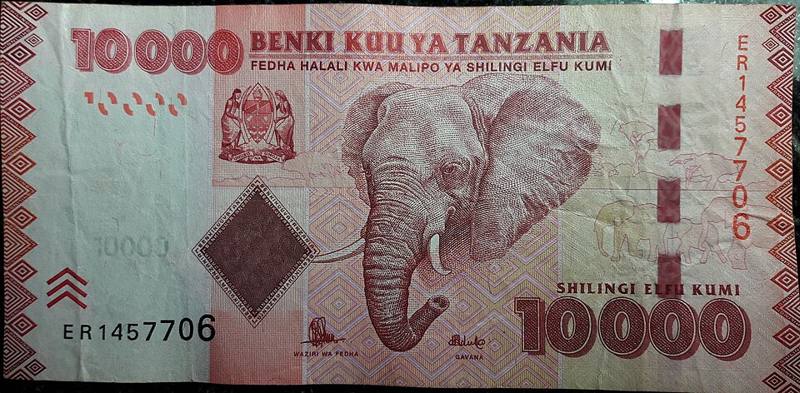 10000 BENKI KUU YA TANZANIA
FEDHA HALALI KWA MALIPO YA SHILINGI ELFU KUMI
10000
ER1457706
10000
SHILINGI ELFU KUMI
10000
ER1457706
WAZIRI WA FEDHA
GAVANA